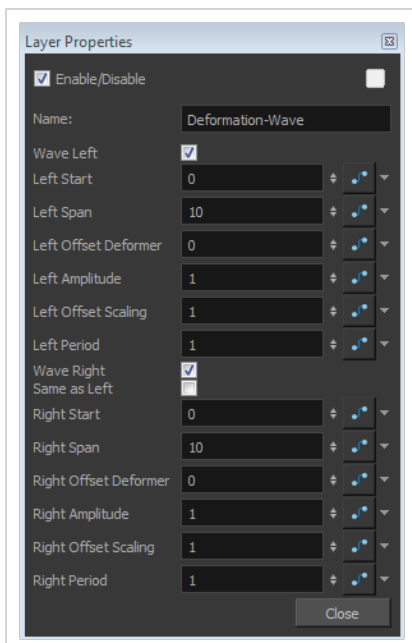 Layer Properties
Enable/Disable
Name: Deformation-Wave
Wave Left
Left Start 0
Left Span 10
Left Offset Deformer 0
Left Amplitude 1
Left Offset Scaling 1
Left Period 1
Wave Right
Same as Left
Right Start 0
Right Span 10
Right Offset Deformer 0
Right Amplitude 1
Right Offset Scaling 1
Right Period 1
Close